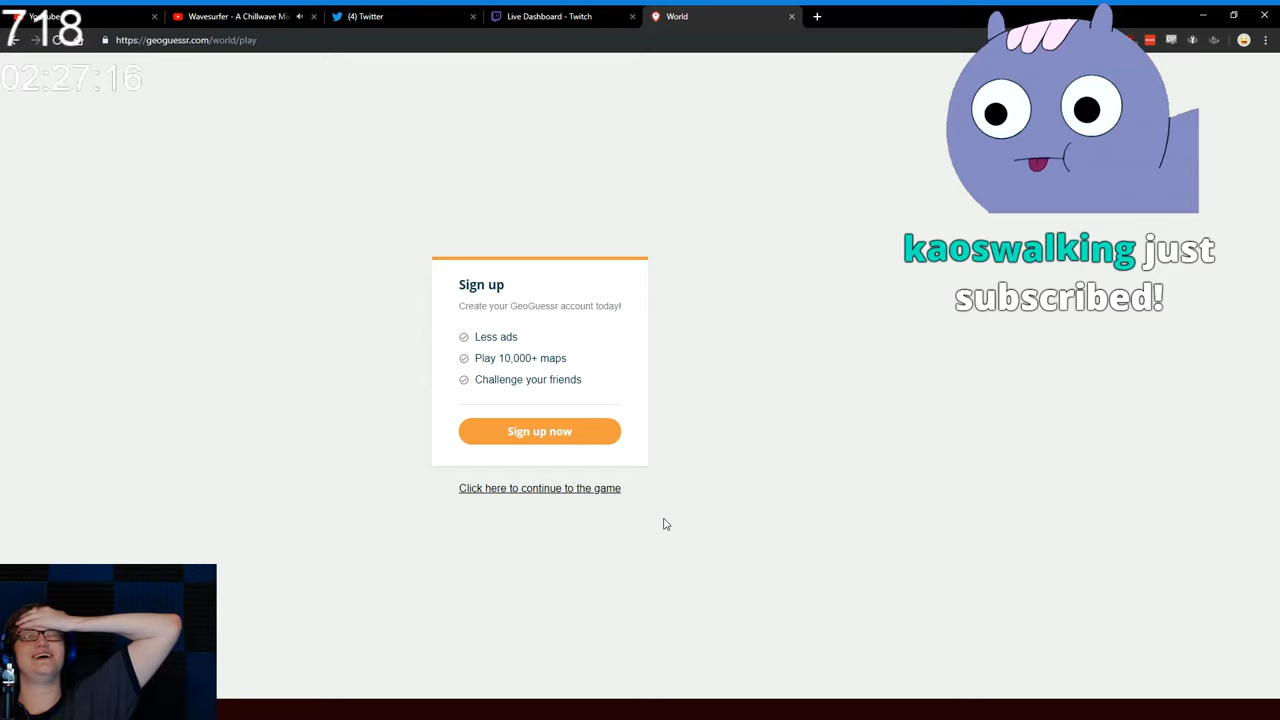 718
Wavesurfer - A Chillwave Mi
(4) Twitter
Live Dashboard - Twitch
World
https://geoguessr.com/world/play
02:27:16
kaoswalking just
subscribed!
Sign up
Create your GeoGuessr account today!
Less ads
Play 10,000+ maps
Challenge your friends
Sign up now
Click here to continue to the game